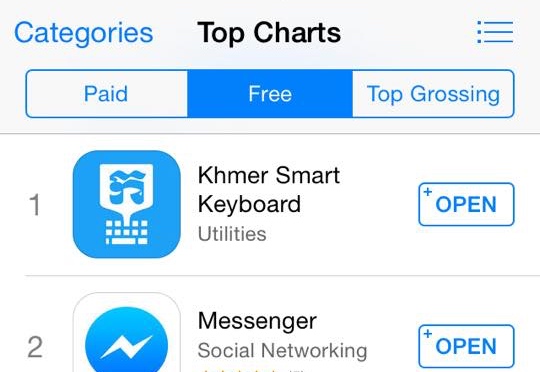 Categories Top Charts
Paid Free Top Grossing
1 Khmer Smart Keyboard
Utilities
+ OPEN
2 Messenger
Social Networking
+ OPEN